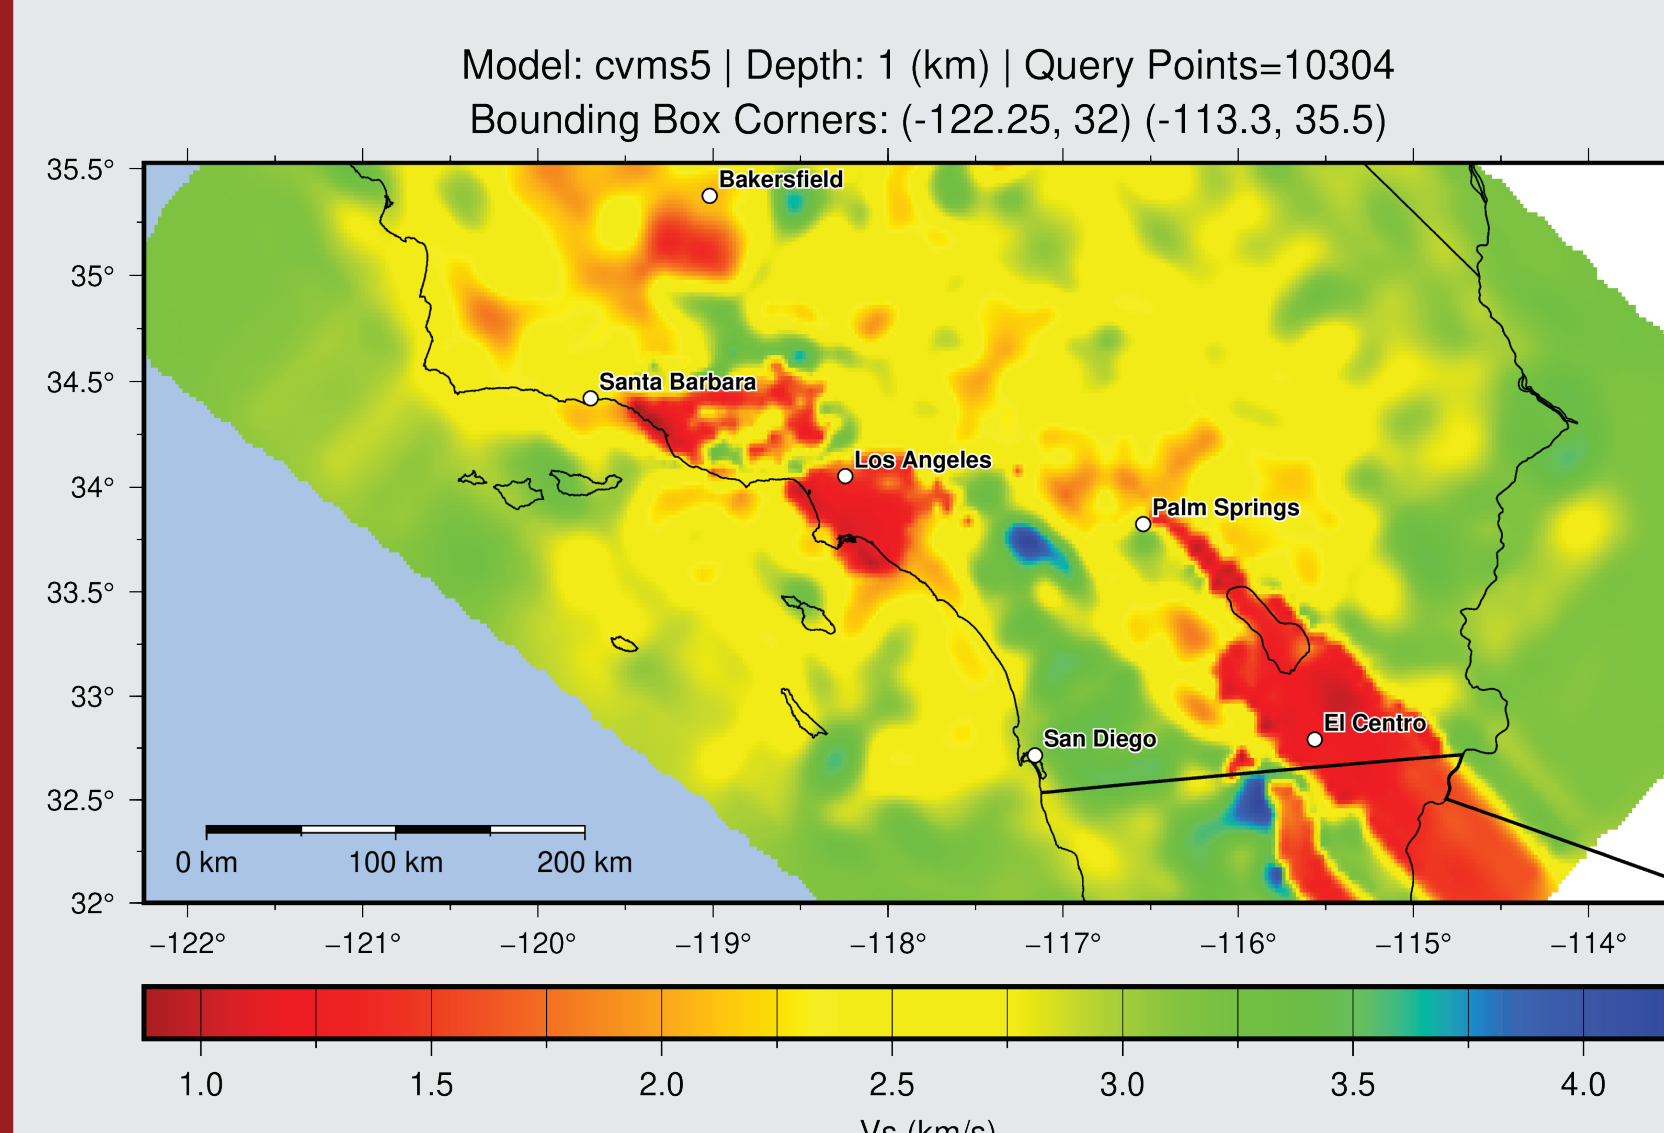 Model: cvms5 | Depth: 1 (km) | Query Points=10304
Bounding Box Corners: (-122.25, 32) (-113.3, 35.5)
35.5°
35°
34.5°
34°
33.5°
33°
32.5°
32°
Bakersfield
Santa Barbara
Los Angeles
Palm Springs
El Centro
San Diego
0 km 100 km 200 km
−122° −121° −120° −119° −118° −117° −116° −115° −114°
1.0 1.5 2.0 2.5 3.0 3.5 4.0
Vs (km/s)